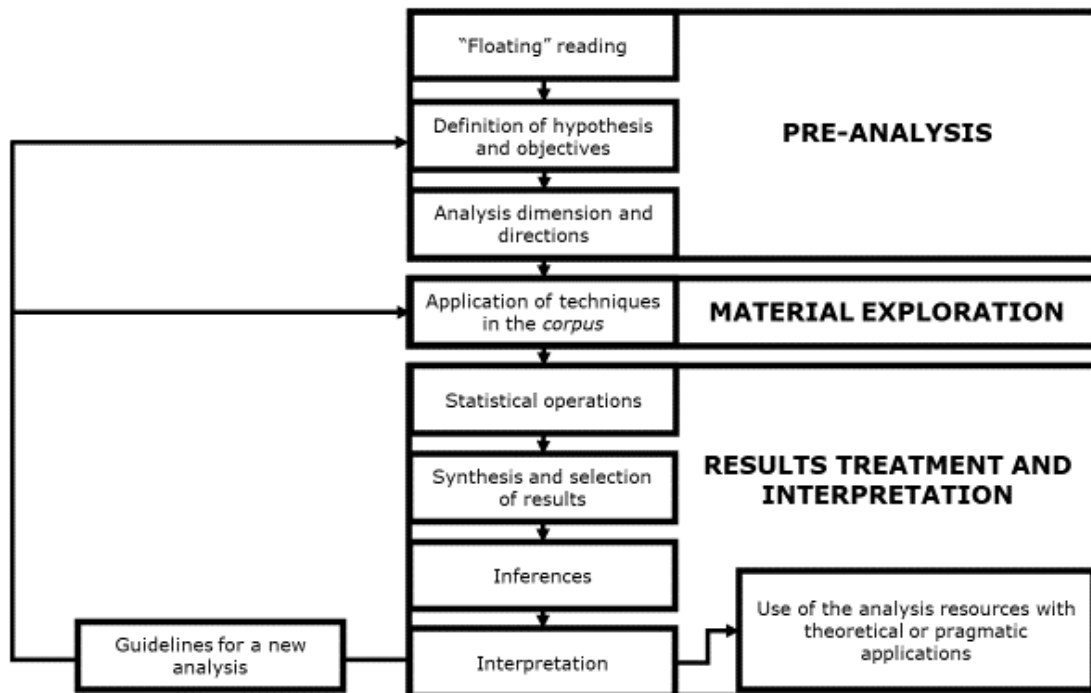 “Floating” reading
Definition of hypothesis
and objectives
PRE-ANALYSIS
Analysis dimension and
directions
Application of techniques
in the corpus
MATERIAL EXPLORATION
Statistical operations
RESULTS TREATMENT AND
INTERPRETATION
Synthesis and selection
of results
Inferences
Use of the analysis resources with
theoretical or pragmatic
applications
Guidelines for a new
analysis
Interpretation